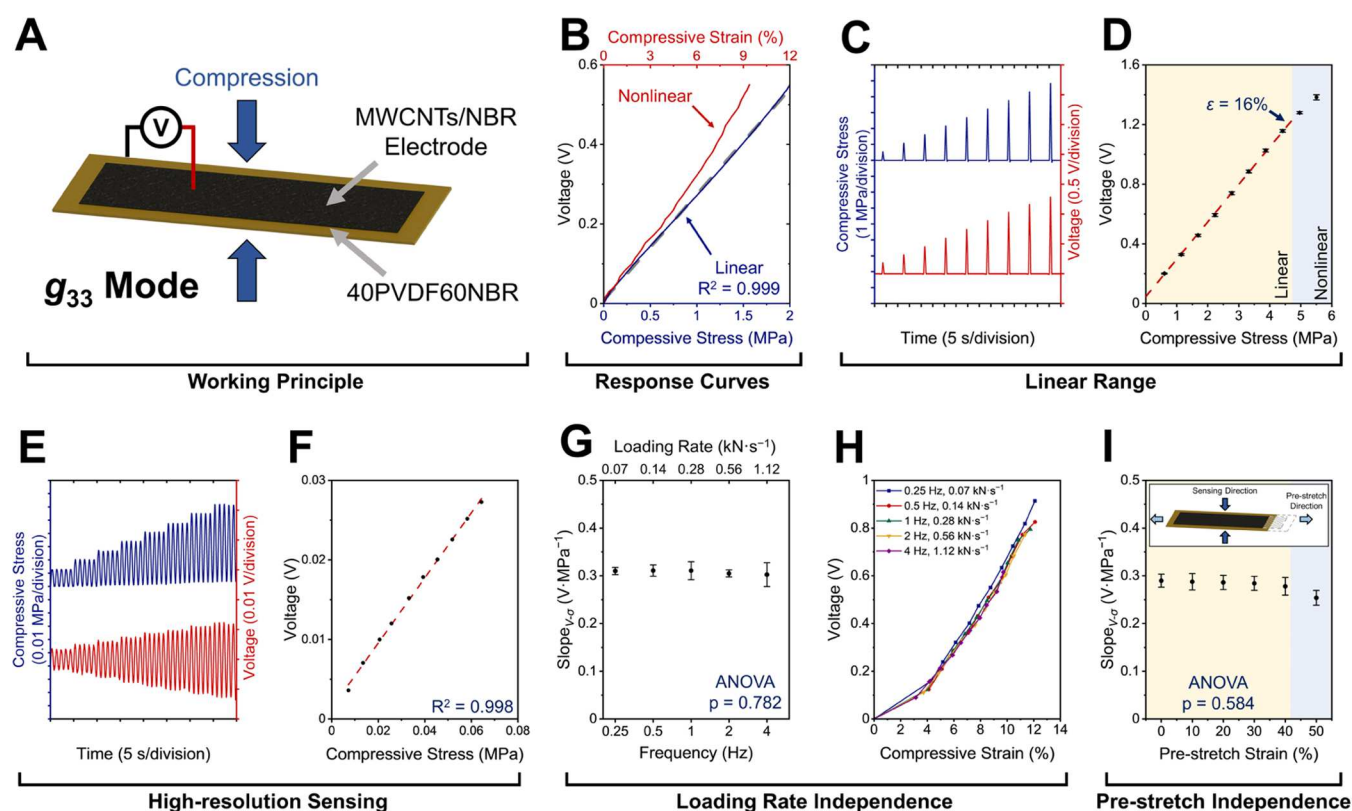 A
Compression
V
MWCNTs/NBR
Electrode
g33 Mode
40PVDF60NBR
Working Principle
B
Compressive Strain (%)
0 3 6 9 12
Voltage (V)
0.6
0.4
0.2
0.0
Nonlinear
Linear
R² = 0.999
0 0.5 1 1.5 2
Compessive Stress (MPa)
Response Curves
C
Compressive Stress
(1 MPa/division)
Voltage (0.5 V/division)
Time (5 s/division)
D
Voltage (V)
1.6
1.2
0.8
0.4
0.0
ε = 16%
Linear
Nonlinear
0 1 2 3 4 5 6
Compressive Stress (MPa)
Linear Range
E
Compressive Stress
(0.01 MPa/division)
Voltage (0.01 V/division)
Time (5 s/division)
F
Voltage (V)
0.03
0.02
0.01
0.00
R² = 0.998
0.00 0.02 0.04 0.06 0.08
Compressive Stress (MPa)
High-resolution Sensing
G
Loading Rate (kN·s⁻¹)
0.07 0.14 0.28 0.56 1.12
SlopeV-σ (V·MPa⁻¹)
0.5
0.4
0.3
0.2
0.1
0
ANOVA
p = 0.782
0.25 0.5 1 2 4
Frequency (Hz)
H
Voltage (V)
1.0
0.8
0.6
0.4
0.2
0.0
0.25 Hz, 0.07 kN·s⁻¹
0.5 Hz, 0.14 kN·s⁻¹
1 Hz, 0.28 kN·s⁻¹
2 Hz, 0.56 kN·s⁻¹
4 Hz, 1.12 kN·s⁻¹
0 2 4 6 8 10 12 14
Compressive Strain (%)
Loading Rate Independence
I
SlopeV-σ (V·MPa⁻¹)
0.5
0.4
0.3
0.2
0.1
0
Sensing Direction
Pre-stretch
Direction
ANOVA
p = 0.584
0 10 20 30 40 50
Pre-stretch Strain (%)
Pre-stretch Independence